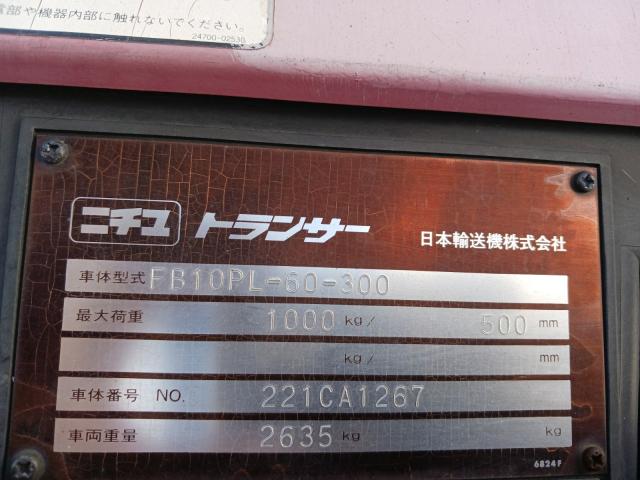 部や機器内部に触れないでください。
24700-02530
ニチユ トランサー 日本輸送機株式会社
車体型式 FB10PL-60-300
最大荷重 1000 kg/ 500 mm
kg/ mm
車体番号 NO. 221CA1267
車両重量 2635 kg kg
6824F